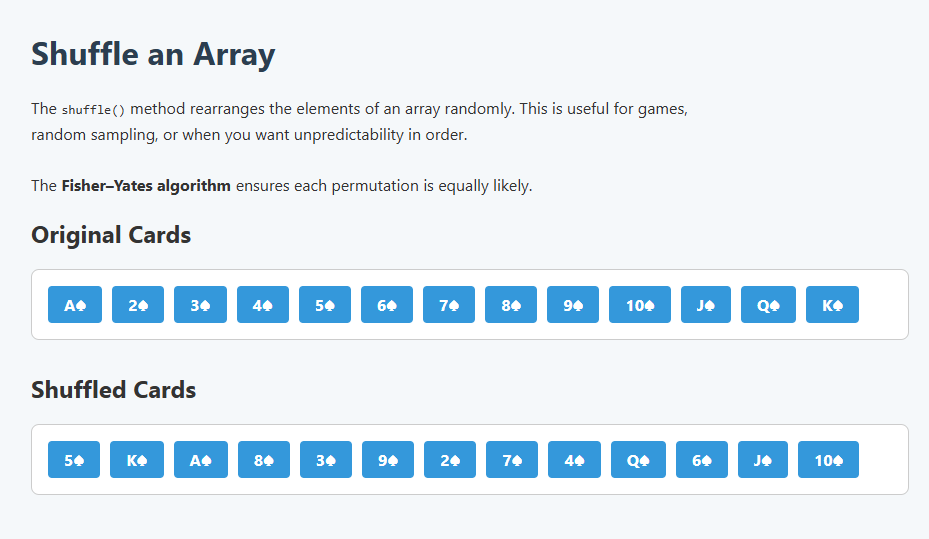 Shuffle an Array
The shuffle() method rearranges the elements of an array randomly. This is useful for games,
random sampling, or when you want unpredictability in order.
The Fisher–Yates algorithm ensures each permutation is equally likely.
Original Cards
A♠ 2♠ 3♠ 4♠ 5♠ 6♠ 7♠ 8♠ 9♠ 10♠ J♠ Q♠ K♠
Shuffled Cards
5♠ K♠ A♠ 8♠ 3♠ 9♠ 2♠ 7♠ 4♠ Q♠ 6♠ J♠ 10♠